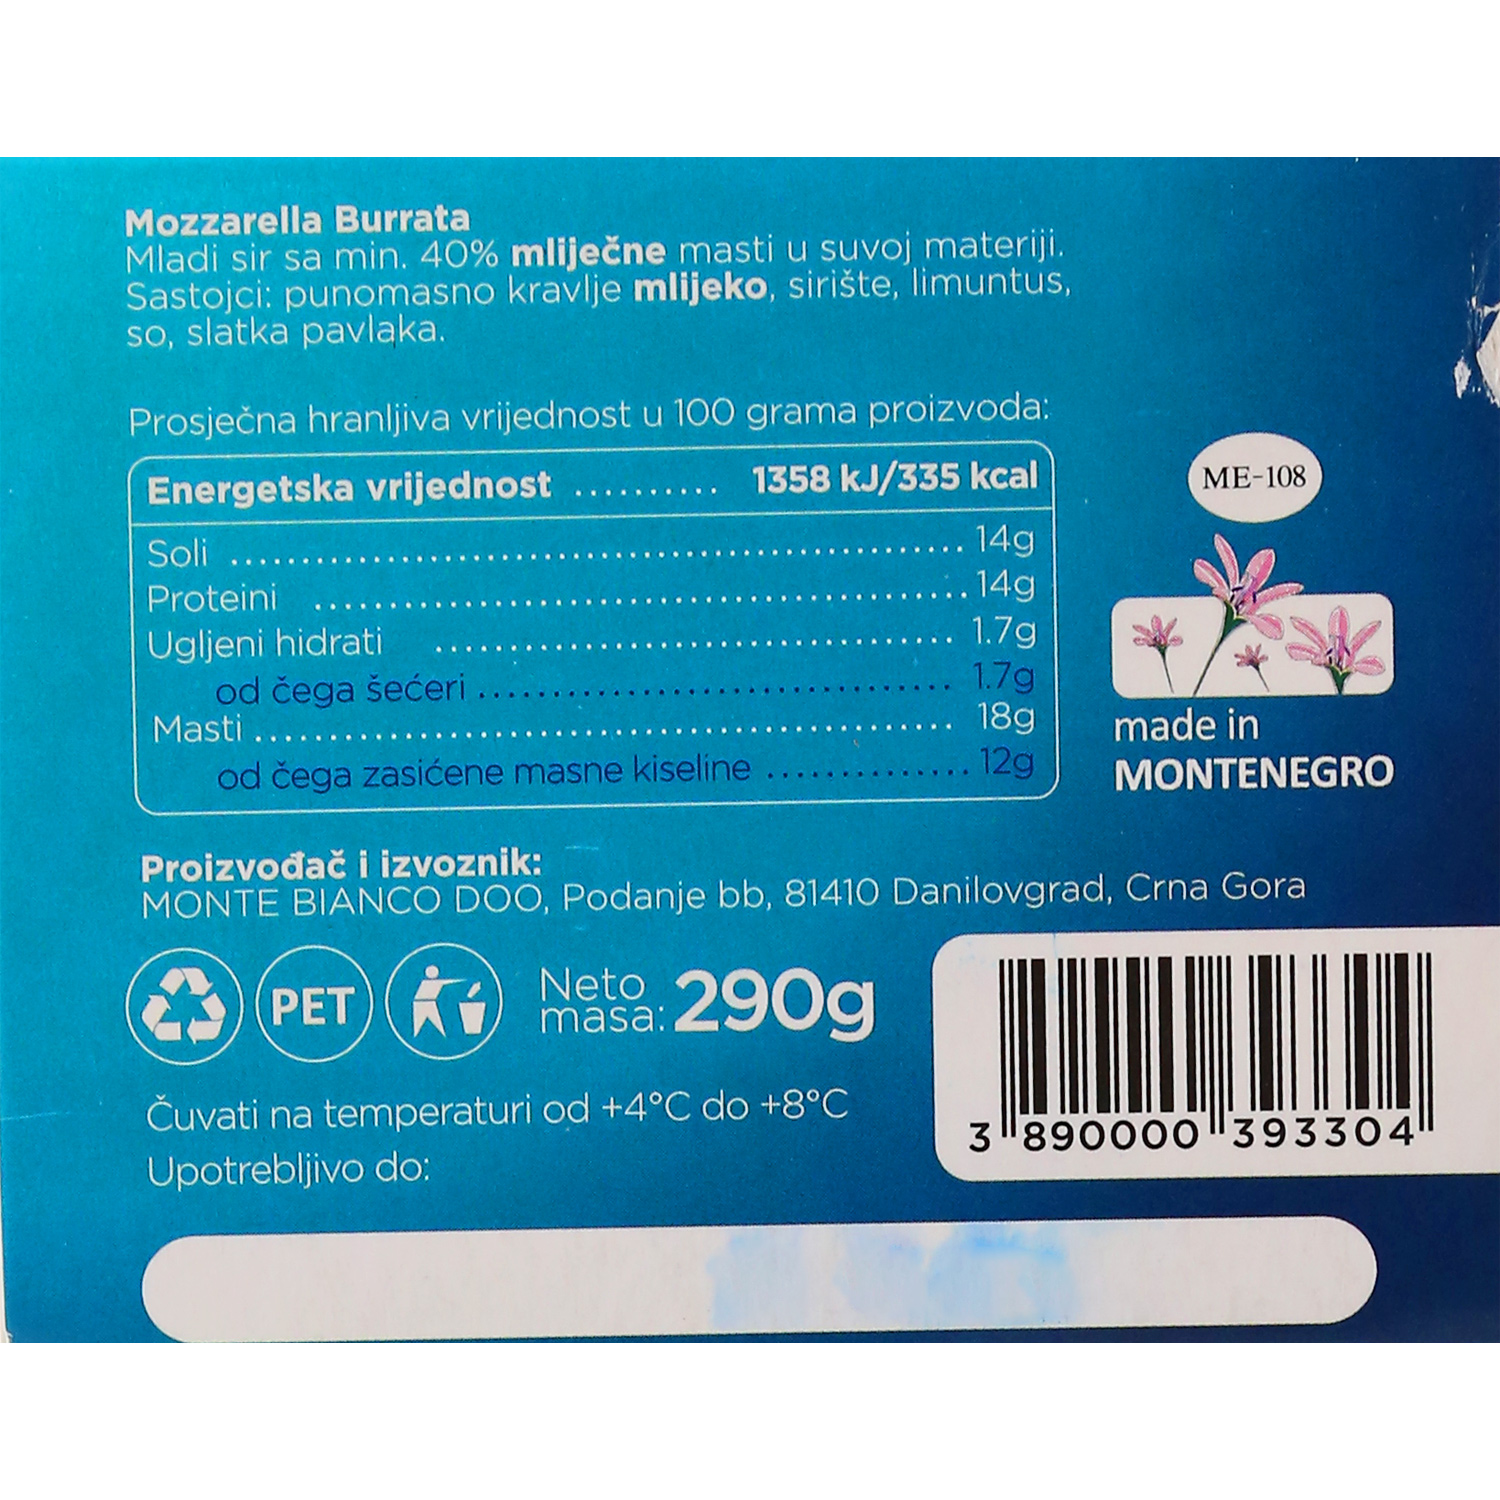 Mozzarella Burrata
Mladi sir sa min. 40% mliječne masti u suvoj materiji.
Sastojci: punomasno kravlje mlijeko, sirište, limuntus,
so, slatka pavlaka.
Prosječna hranljiva vrijednost u 100 grama proizvoda:
Energetska vrijednost .......... 1358 kJ/335 kcal
Soli ........................................ 14g
Proteini .................................... 14g
Ugljeni hidrati ............................ 1.7g
od čega šećeri .......................... 1.7g
Masti ...................................... 18g
od čega zasićene masne kiseline .............. 12g
ME-108
made in
MONTENEGRO
Proizvođač i izvoznik:
MONTE BIANCO DOO, Podanje bb, 81410 Danilovgrad, Crna Gora
PET
Neto
masa: 290g
Čuvati na temperaturi od +4°C do +8°C
Upotrebljivo do:
3 890000 393304